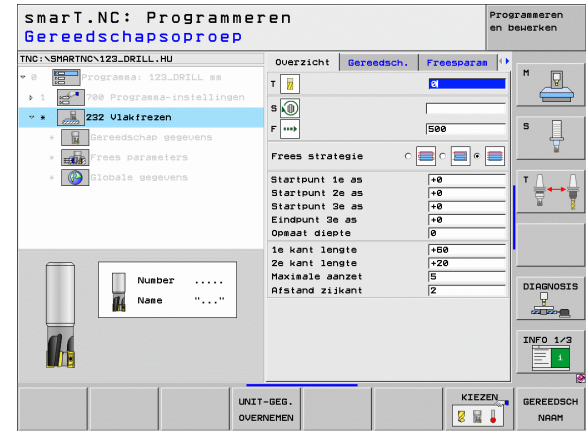 smarT.NC: Programmeren
Gereedschapsoproep
Programmeren
en bewerken
TNC:\SMARTNC\123_DRILL.HU
0 Programma: 123_DRILL mm
1 700 Programma-instellingen
* 232 Vlakfrezen
* Gereedschap gegevens
* Frees parameters
* Globale gegevens
Number .....
Name "..."
Overzicht Gereedsch. Freesparam
T 0
S
F 500
Frees strategie
Startpunt 1e as +0
Startpunt 2e as +0
Startpunt 3e as +0
Eindpunt 3e as +0
Opmaat diepte 0
1e kant lengte +60
2e kant lengte +20
Maximale aanzet 5
Afstand zijkant 2
M
S
T
DIAGNOSIS
INFO 1/3
UNIT-GEG.
OVERNEMEN
KIEZEN
GEREEDSCH
NAAM